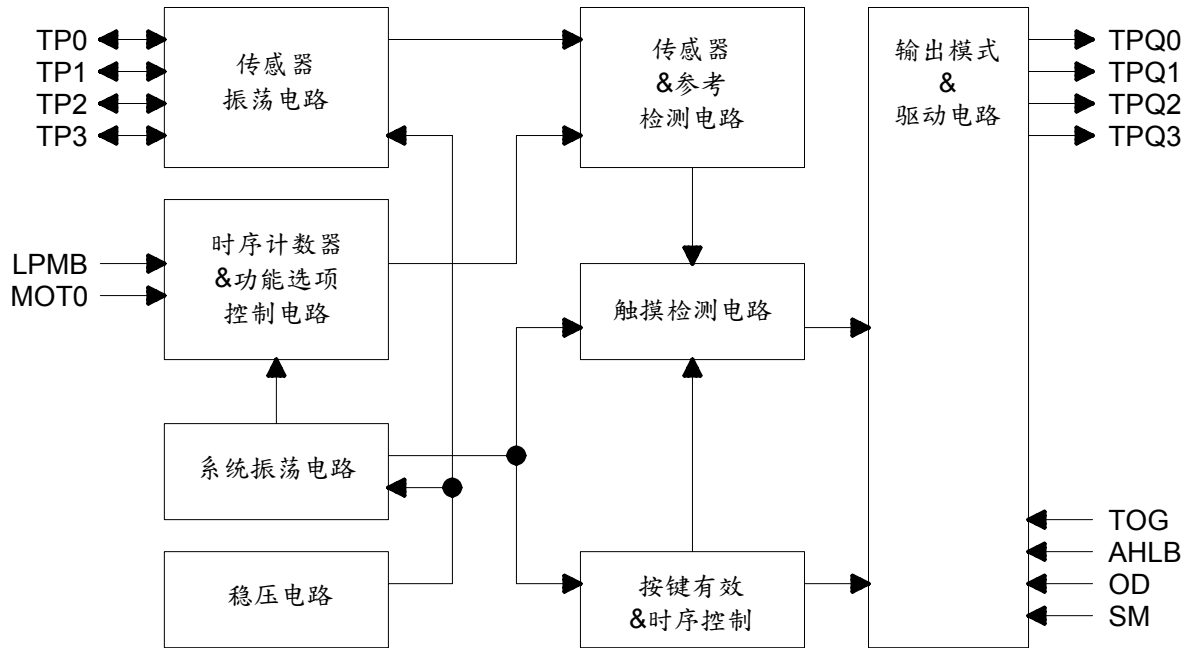 TP0
TP1
TP2
TP3
传感器
振荡电路
传感器
&参考
检测电路
输出模式
&
驱动电路
TPQ0
TPQ1
TPQ2
TPQ3
LPMB
MOT0
时序计数器
&功能选项
控制电路
触摸检测电路
系统振荡电路
稳压电路
按键有效
&时序控制
TOG
AHLB
OD
SM